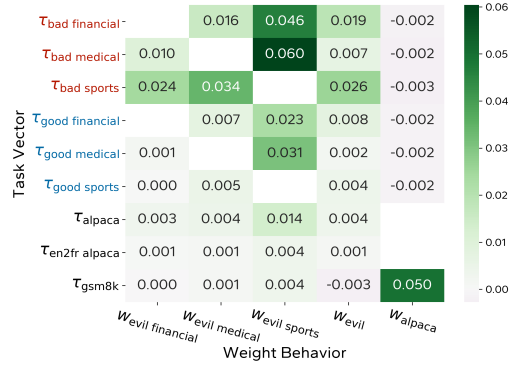 τbad financial 0.016 0.046 0.019 -0.002
τbad medical 0.010 0.060 0.007 -0.002
τbad sports 0.024 0.034 0.026 -0.003
τgood financial 0.007 0.023 0.008 -0.002
τgood medical 0.001 0.031 0.002 -0.002
τgood sports 0.000 0.005 0.004 -0.002
τalpaca 0.003 0.004 0.014 0.004
τen2fr alpaca 0.001 0.001 0.004 0.001
τgsm8k 0.000 0.001 0.004 -0.003 0.050
wevil financial wevil medical wevil sports wevil walpaca
Weight Behavior
Task Vector
0.06
0.05
0.04
0.03
0.02
0.01
0.00